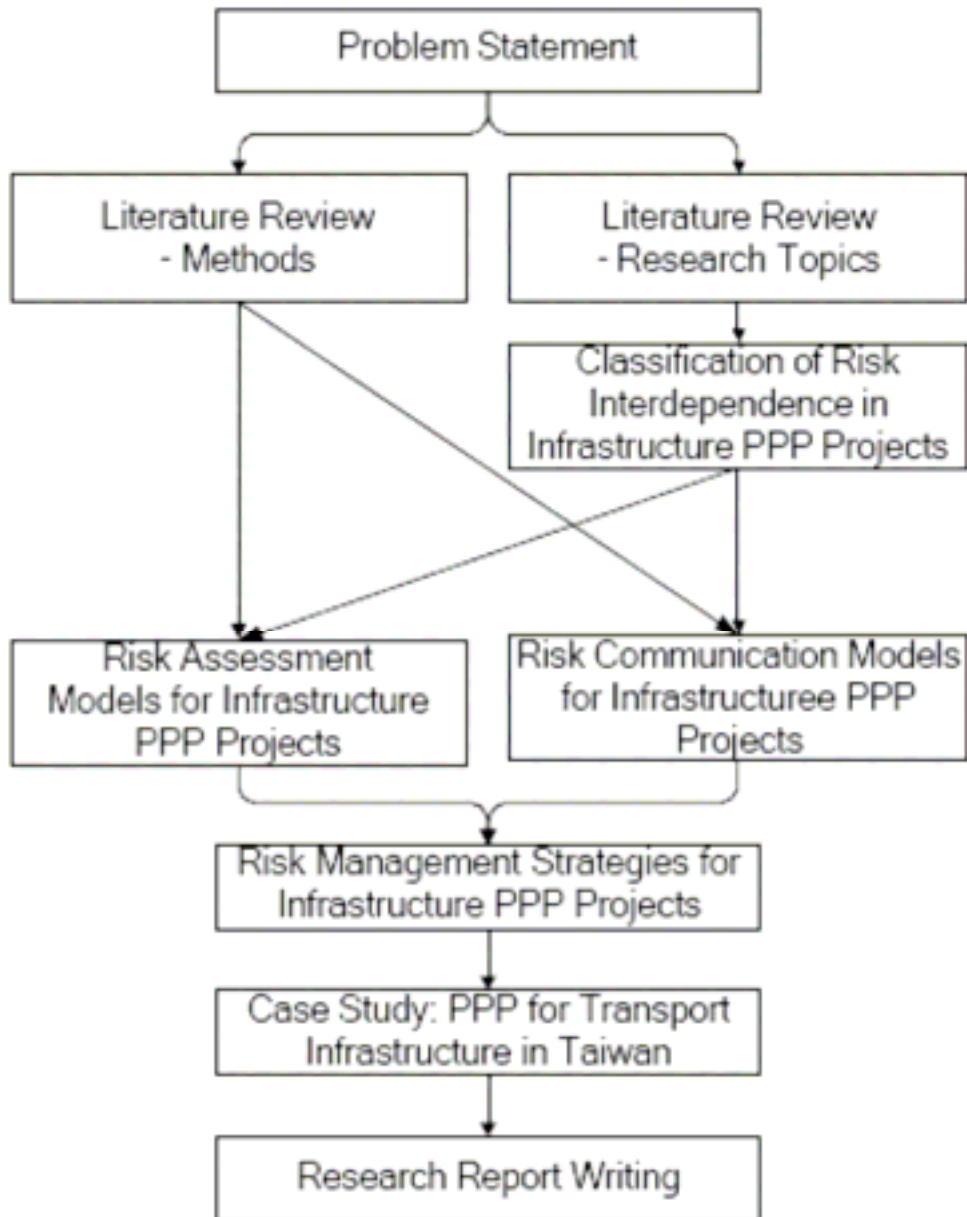 Problem Statement
Literature Review
- Methods
Literature Review
- Research Topics
Classification of Risk
Interdependence in
Infrastructure PPP Projects
Risk Assessment
Models for Infrastructure
PPP Projects
Risk Communication Models
for Infrastructuree PPP
Projects
Risk Management Strategies for
Infrastructure PPP Projects
Case Study: PPP for Transport
Infrastructure in Taiwan
Research Report Writing